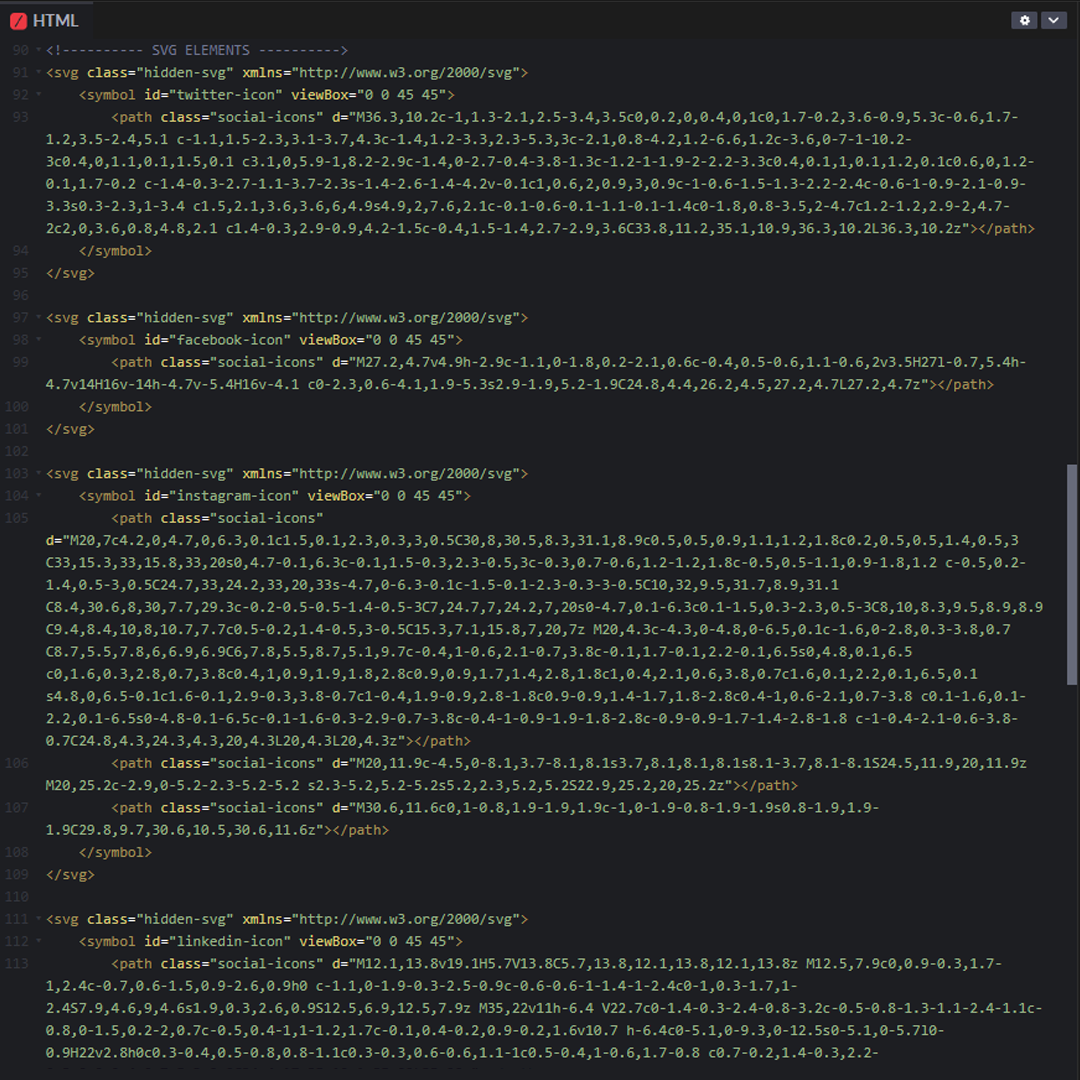 HTML
90 <!---------- SVG ELEMENTS ---------->
91 <svg class="hidden-svg" xmlns="http://www.w3.org/2000/svg">
92 <symbol id="twitter-icon" viewBox="0 0 45 45">
93 <path class="social-icons" d="M36.3,10.2c-1,1.3-2.1,2.5-3.4,3.5c0,0.2,0,0.4,0,1c0,1.7-0.2,3.6-0.9,5.3c-0.6,1.7-
1.2,3.5-2.4,5.1 c-1.1,1.5-2.3,3.1-3.7,4.3c-1.4,1.2-3.3,2.3-5.3,3c-2.1,0.8-4.2,1.2-6.6,1.2c-3.6,0-7-1-10.2-
3c0.4,0,1.1,0.1,1.5,0.1 c3.1,0,5.9-1,8.2-2.9c-1.4,0-2.7-0.4-3.8-1.3c-1.2-1-1.9-2-2.2-3.3c0.4,0.1,1,0.1,1.2,0.1c0.6,0,1.2-
0.1,1.7-0.2 c-1.4-0.3-2.7-1.1-3.7-2.3s-1.4-2.6-1.4-4.2v-0.1c1,0.6,2,0.9,3,0.9c-1-0.6-1.5-1.3-2.2-2.4c-0.6-1-0.9-2.1-0.9-
3.3s0.3-2.3,1-3.4 c1.5,2.1,3.6,3.6,6,4.9s4.9,2,7.6,2.1c-0.1-0.6-0.1-1.1-0.1-1.4c0-1.8,0.8-3.5,2-4.7c1.2-1.2,2.9-2,4.7-
2c2,0,3.6,0.8,4.8,2.1 c1.4-0.3,2.9-0.9,4.2-1.5c-0.4,1.5-1.4,2.7-2.9,3.6C33.8,11.2,35.1,10.9,36.3,10.2L36.3,10.2z"></path>
94 </symbol>
95 </svg>
96
97 <svg class="hidden-svg" xmlns="http://www.w3.org/2000/svg">
98 <symbol id="facebook-icon" viewBox="0 0 45 45">
99 <path class="social-icons" d="M27.2,4.7v4.9h-2.9c-1.1,0-1.8,0.2-2.1,0.6c-0.4,0.5-0.6,1.1-0.6,2v3.5H27l-0.7,5.4h-
4.7v14H16v-14h-4.7v-5.4H16v-4.1 c0-2.3,0.6-4.1,1.9-5.3s2.9-1.9,5.2-1.9C24.8,4.4,26.2,4.5,27.2,4.7L27.2,4.7z"></path>
100 </symbol>
101 </svg>
102
103 <svg class="hidden-svg" xmlns="http://www.w3.org/2000/svg">
104 <symbol id="instagram-icon" viewBox="0 0 45 45">
105 <path class="social-icons"
d="M20,7c4.2,0,4.7,0,6.3,0.1c1.5,0.1,2.3,0.3,3,0.5C30,8,30.5,8.3,31.1,8.9c0.5,0.5,0.9,1.1,1.2,1.8c0.2,0.5,0.5,1.4,0.5,3
C33,15.3,33,15.8,33,20s0,4.7-0.1,6.3c-0.1,1.5-0.3,2.3-0.5,3c-0.3,0.7-0.6,1.2-1.2,1.8c-0.5,0.5-1.1,0.9-1.8,1.2 c-0.5,0.2-
1.4,0.5-3,0.5C24.7,33,24.2,33,20,33s-4.7,0-6.3-0.1c-1.5-0.1-2.3-0.3-3-0.5C10,32,9.5,31.7,8.9,31.1
C8.4,30.6,8,30,7.7,29.3c-0.2-0.5-0.5-1.4-0.5-3C7,24.7,7,24.2,7,20s0-4.7,0.1-6.3c0.1-1.5,0.3-2.3,0.5-3C8,10,8.3,9.5,8.9,8.9
C9.4,8.4,10,8,10.7,7.7c0.5-0.2,1.4-0.5,3-0.5C15.3,7.1,15.8,7,20,7z M20,4.3c-4.3,0-4.8,0-6.5,0.1c-1.6,0-2.8,0.3-3.8,0.7
C8.7,5.5,7.8,6,6.9,6.9C6,7.8,5.5,8.7,5.1,9.7c-0.4,1-0.6,2.1-0.7,3.8c-0.1,1.7-0.1,2.2-0.1,6.5s0,4.8,0.1,6.5
c0,1.6,0.3,2.8,0.7,3.8c0.4,1,0.9,1.9,1.8,2.8c0.9,0.9,1.7,1.4,2.8,1.8c1,0.4,2.1,0.6,3.8,0.7c1.6,0.1,2.2,0.1,6.5,0.1
s4.8,0,6.5-0.1c1.6-0.1,2.9-0.3,3.8-0.7c1-0.4,1.9-0.9,2.8-1.8c0.9-0.9,1.4-1.7,1.8-2.8c0.4-1,0.6-2.1,0.7-3.8 c0.1-1.6,0.1-
2.2,0.1-6.5s0-4.8-0.1-6.5c-0.1-1.6-0.3-2.9-0.7-3.8c-0.4-1-0.9-1.9-1.8-2.8c-0.9-0.9-1.7-1.4-2.8-1.8 c-1-0.4-2.1-0.6-3.8-
0.7C24.8,4.3,24.3,4.3,20,4.3L20,4.3L20,4.3z"></path>
106 <path class="social-icons" d="M20,11.9c-4.5,0-8.1,3.7-8.1,8.1s3.7,8.1,8.1,8.1s8.1-3.7,8.1-8.1S24.5,11.9,20,11.9z
M20,25.2c-2.9,0-5.2-2.3-5.2-5.2 s2.3-5.2,5.2-5.2s5.2,2.3,5.2,5.2S22.9,25.2,20,25.2z"></path>
107 <path class="social-icons" d="M30.6,11.6c0,1-0.8,1.9-1.9,1.9c-1,0-1.9-0.8-1.9-1.9s0.8-1.9,1.9-
1.9C29.8,9.7,30.6,10.5,30.6,11.6z"></path>
108 </symbol>
109 </svg>
110
111 <svg class="hidden-svg" xmlns="http://www.w3.org/2000/svg">
112 <symbol id="linkedin-icon" viewBox="0 0 45 45">
113 <path class="social-icons" d="M12.1,13.8v19.1H5.7V13.8C5.7,13.8,12.1,13.8,12.1,13.8z M12.5,7.9c0,0.9-0.3,1.7-
1,2.4c-0.7,0.6-1.5,0.9-2.6,0.9h0 c-1.1,0-1.9-0.3-2.5-0.9c-0.6-0.6-1-1.4-1-2.4c0-1,0.3-1.7,1-
2.4S7.9,4.6,9,4.6s1.9,0.3,2.6,0.9S12.5,6.9,12.5,7.9z M35,22v11h-6.4 V22.7c0-1.4-0.3-2.4-0.8-3.2c-0.5-0.8-1.3-1.1-2.4-1.1c-
0.8,0-1.5,0.2-2,0.7c-0.5,0.4-1,1-1.2,1.7c-0.1,0.4-0.2,0.9-0.2,1.6v10.7 h-6.4c0-5.1,0-9.3,0-12.5s0-5.1,0-5.7l0-
0.9H22v2.8h0c0.3-0.4,0.5-0.8,0.8-1.1c0.3-0.3,0.6-0.6,1.1-1c0.5-0.4,1-0.6,1.7-0.8 c0.7-0.2,1.4-0.3,2.2-